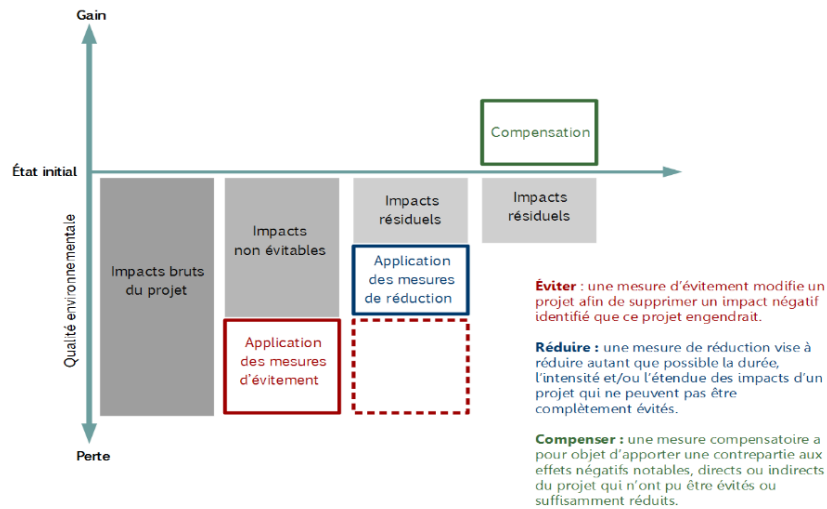 Gain
Compensation
État initial
Qualité environnementale
Impacts bruts
du projet
Impacts
non évitables
Impacts
résiduels
Impacts
résiduels
Application
des mesures
de réduction
Application
des mesures
d'évitement
Perte
Éviter : une mesure d'évitement modifie un
projet afin de supprimer un impact négatif
identifié que ce projet engendrait.
Réduire : une mesure de réduction vise à
réduire autant que possible la durée,
l'intensité et/ou l'étendue des impacts d'un
projet qui ne peuvent pas être
complètement évités.
Compenser : une mesure compensatoire a
pour objet d'apporter une contrepartie aux
effets négatifs notables, directs ou indirects
du projet qui n'ont pu être évités ou
suffisamment réduits.